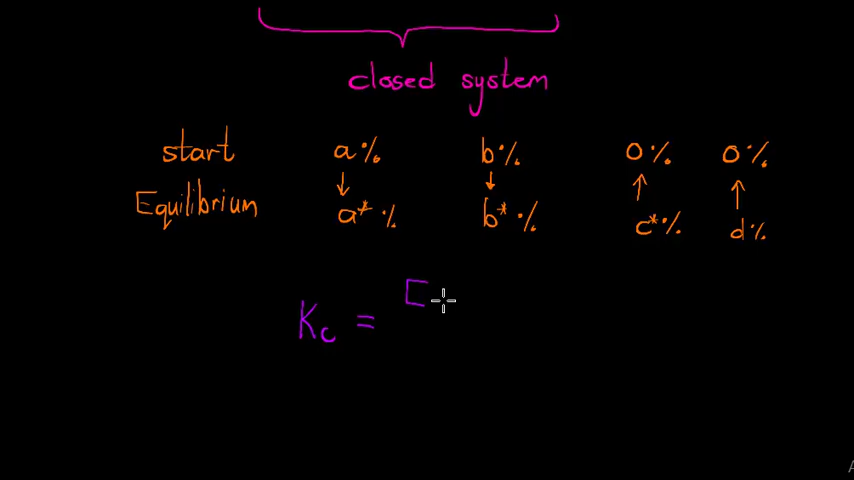 closed system
start a% b% 0% 0%
Equilibrium a*% b*% c*% d%
Kc = [